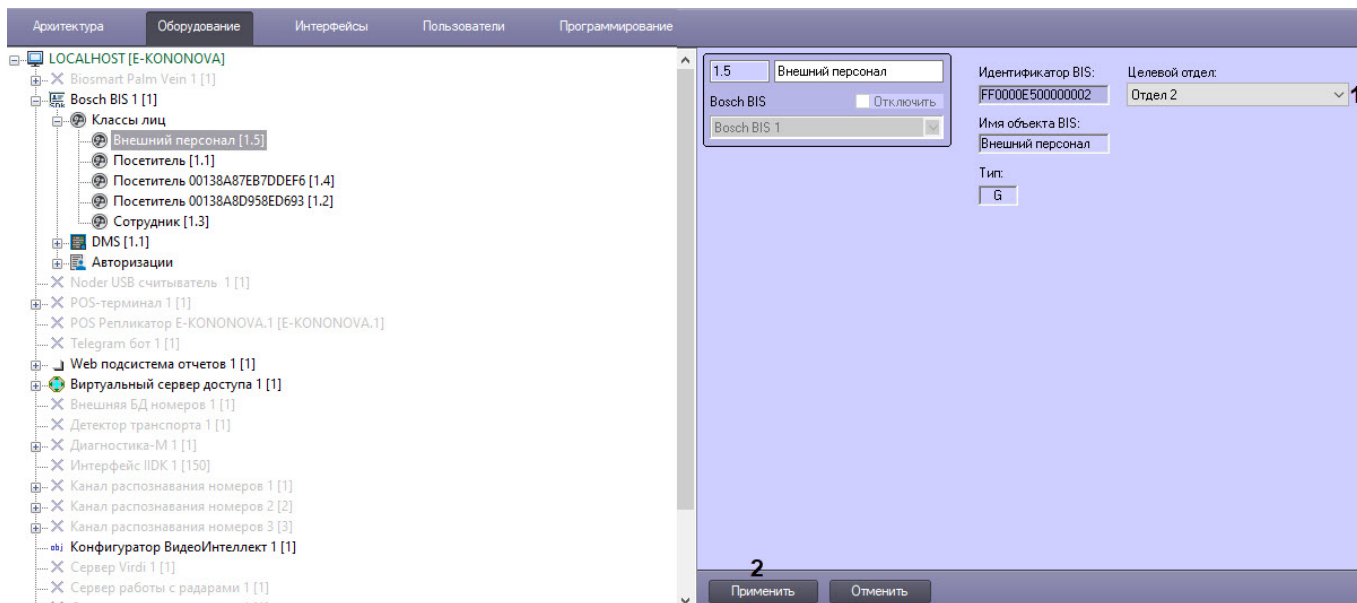 Архитектура Оборудование Интерфейсы Пользователи Программирование
LOCALHOST [E-KONONOVA]
Biosmart Palm Vein 1 [1]
Bosch BIS 1 [1]
Классы лиц
Внешний персонал [1.5]
Посетитель [1.1]
Посетитель 00138A87EB7DDEF6 [1.4]
Посетитель 00138A8D958ED693 [1.2]
Сотрудник [1.3]
DMS [1.1]
Авторизации
Noder USB считыватель 1 [1]
POS-терминал 1 [1]
POS Репликатор E-KONONOVA.1 [E-KONONOVA.1]
Telegram бот 1 [1]
Web подсистема отчетов 1 [1]
Виртуальный сервер доступа 1 [1]
Внешняя БД номеров 1 [1]
Детектор транспорта 1 [1]
Диагностика-М 1 [1]
Интерфейс IIDK 1 [150]
Канал распознавания номеров 1 [1]
Канал распознавания номеров 2 [2]
Канал распознавания номеров 3 [3]
obj Конфигуратор ВидеоИнтеллект 1 [1]
Сервер Virdi 1 [1]
Сервер работы с радарами 1 [1]
1.5 Внешний персонал
Bosch BIS Отключить
Bosch BIS 1
Идентификатор BIS:
FF0000E500000002
Имя объекта BIS:
Внешний персонал
Тип:
G
Целевой отдел:
Отдел 2 1
2
Применить Отменить